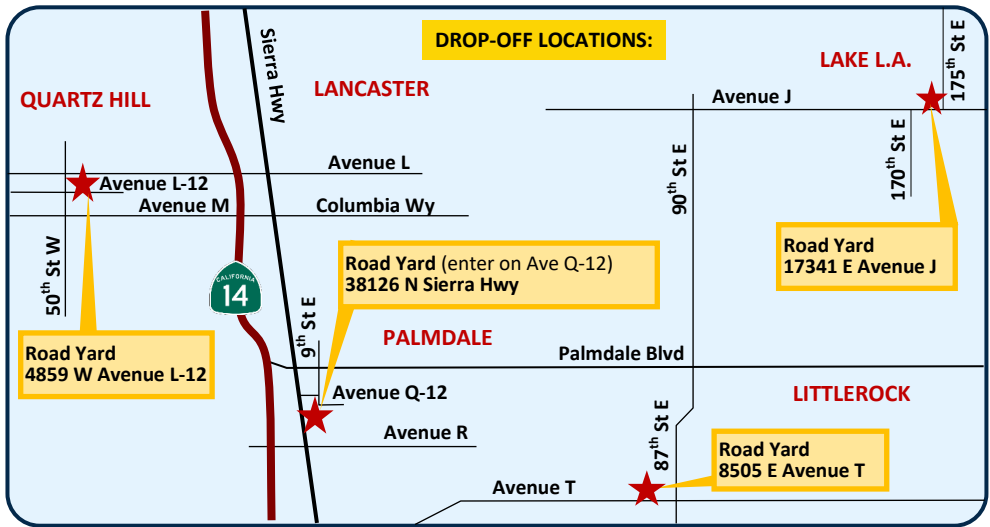 DROP-OFF LOCATIONS:
Sierra Hwy
175th St E
LAKE L.A.
QUARTZ HILL
LANCASTER
Avenue J
Avenue L
170th St E
90th St E
Avenue L-12
Avenue M
Columbia Wy
50th St W
Road Yard
17341 E Avenue J
Road Yard (enter on Ave Q-12)
38126 N Sierra Hwy
CALIFORNIA
14
9th St E
PALMDALE
Road Yard
4859 W Avenue L-12
Palmdale Blvd
Avenue Q-12
LITTLEROCK
Avenue R
87th St E
Road Yard
8505 E Avenue T
Avenue T